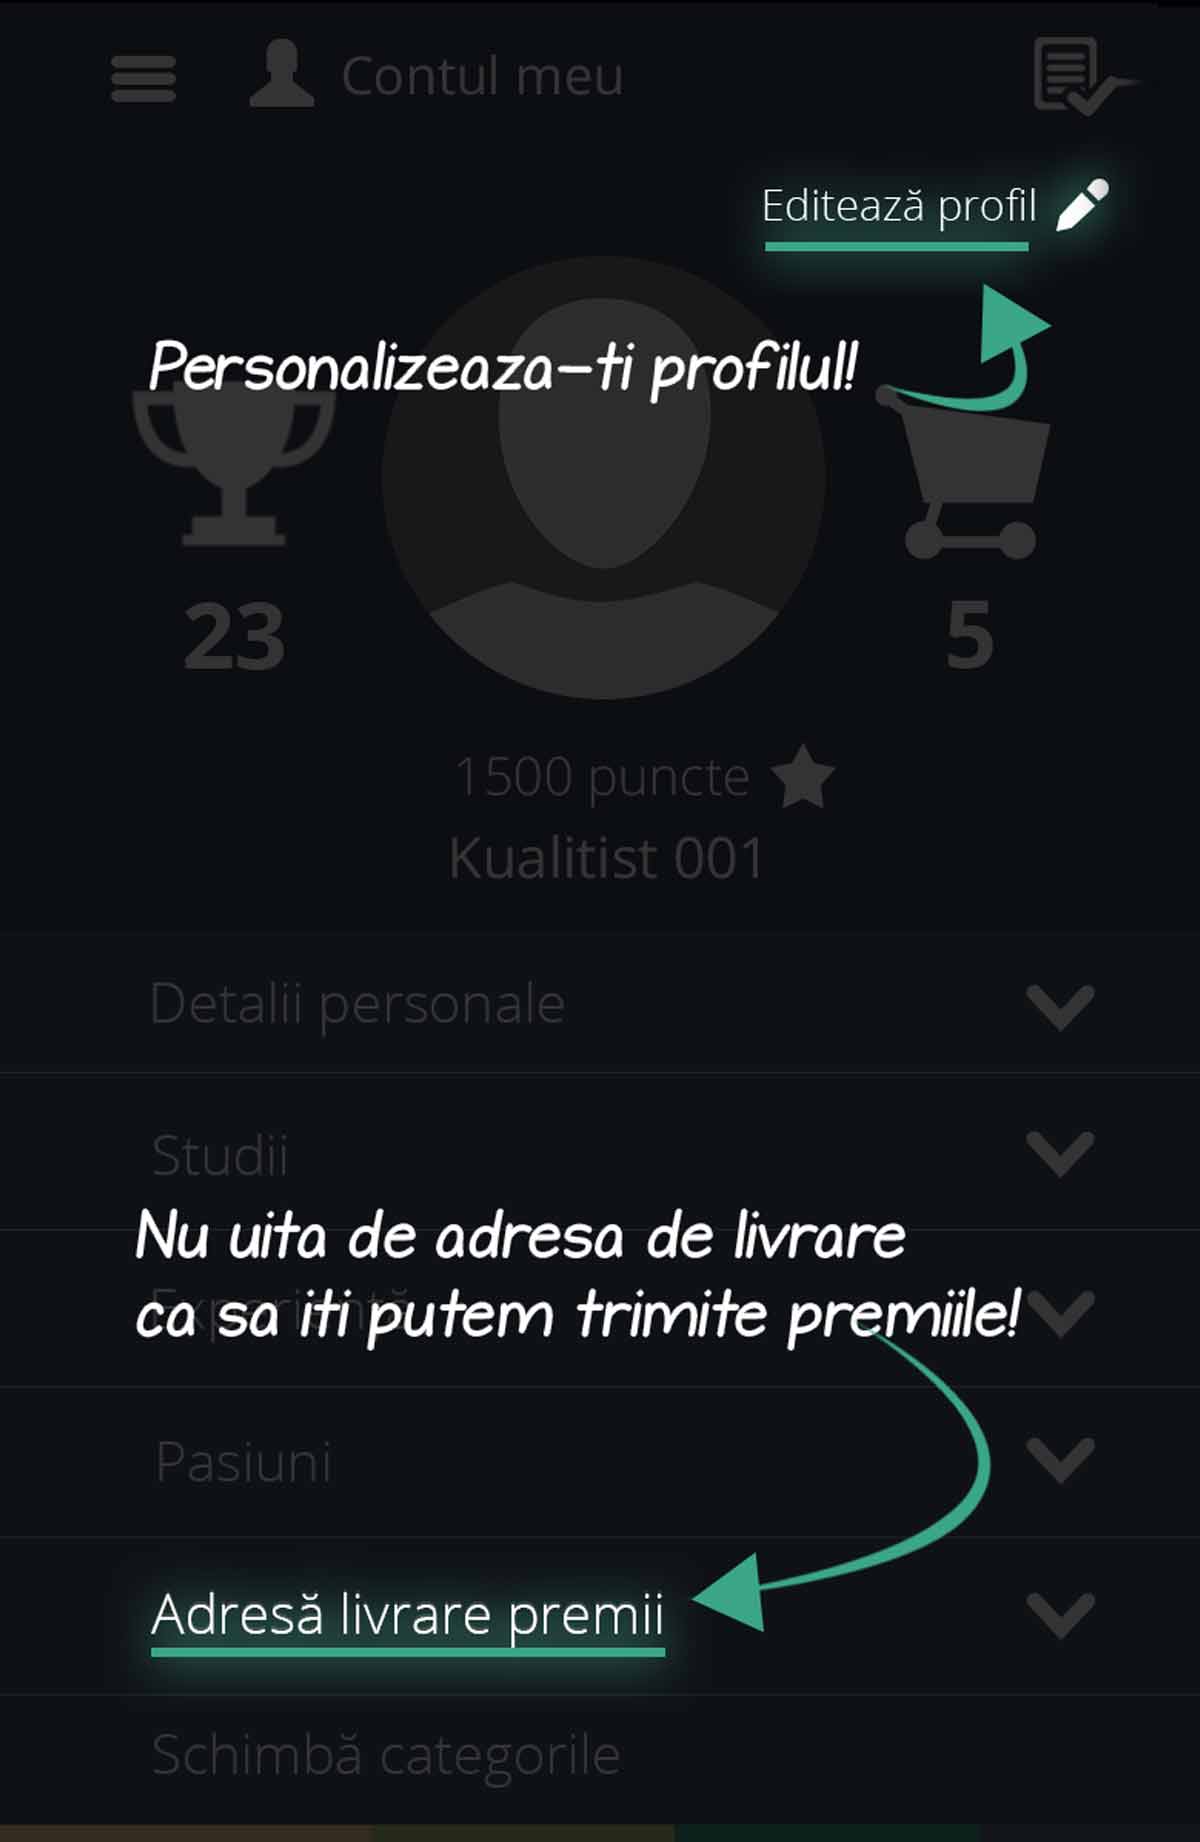 Contul meu
Editează profil
Personalizeaza-ti profilul!
23
5
1500 puncte
Kualitist 001
Detalii personale
Studii
Nu uita de adresa de livrare
ca sa iti putem trimite premiile!
Pasiuni
Adresă livrare premii
Schimbă categorile